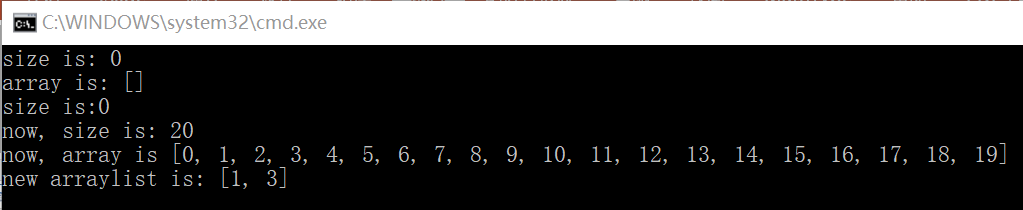 C:\WINDOWS\system32\cmd.exe
size is: 0
array is: []
size is:0
now, size is: 20
now, array is [0, 1, 2, 3, 4, 5, 6, 7, 8, 9, 10, 11, 12, 13, 14, 15, 16, 17, 18, 19]
new arraylist is: [1, 3]